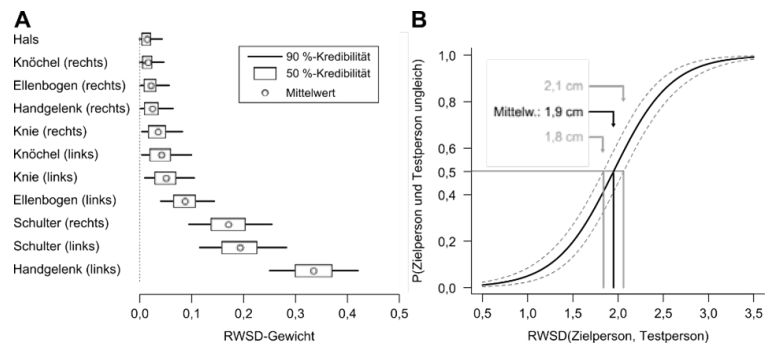 A
Hals
Knöchel (rechts)
Ellenbogen (rechts)
Handgelenk (rechts)
Knie (rechts)
Knöchel (links)
Knie (links)
Ellenbogen (links)
Schulter (rechts)
Schulter (links)
Handgelenk (links)
90 %-Kredibilität
50 %-Kredibilität
Mittelwert
0,0 0,1 0,2 0,3 0,4 0,5
RWSD-Gewicht
B
P(Zielperson und Testperson ungleich)
1,0
0,8
0,6
0,5
0,4
0,2
0,0
2,1 cm
Mittelw.: 1,9 cm
1,8 cm
0,5 1,0 1,5 2,0 2,5 3,0 3,5
RWSD(Zielperson, Testperson)